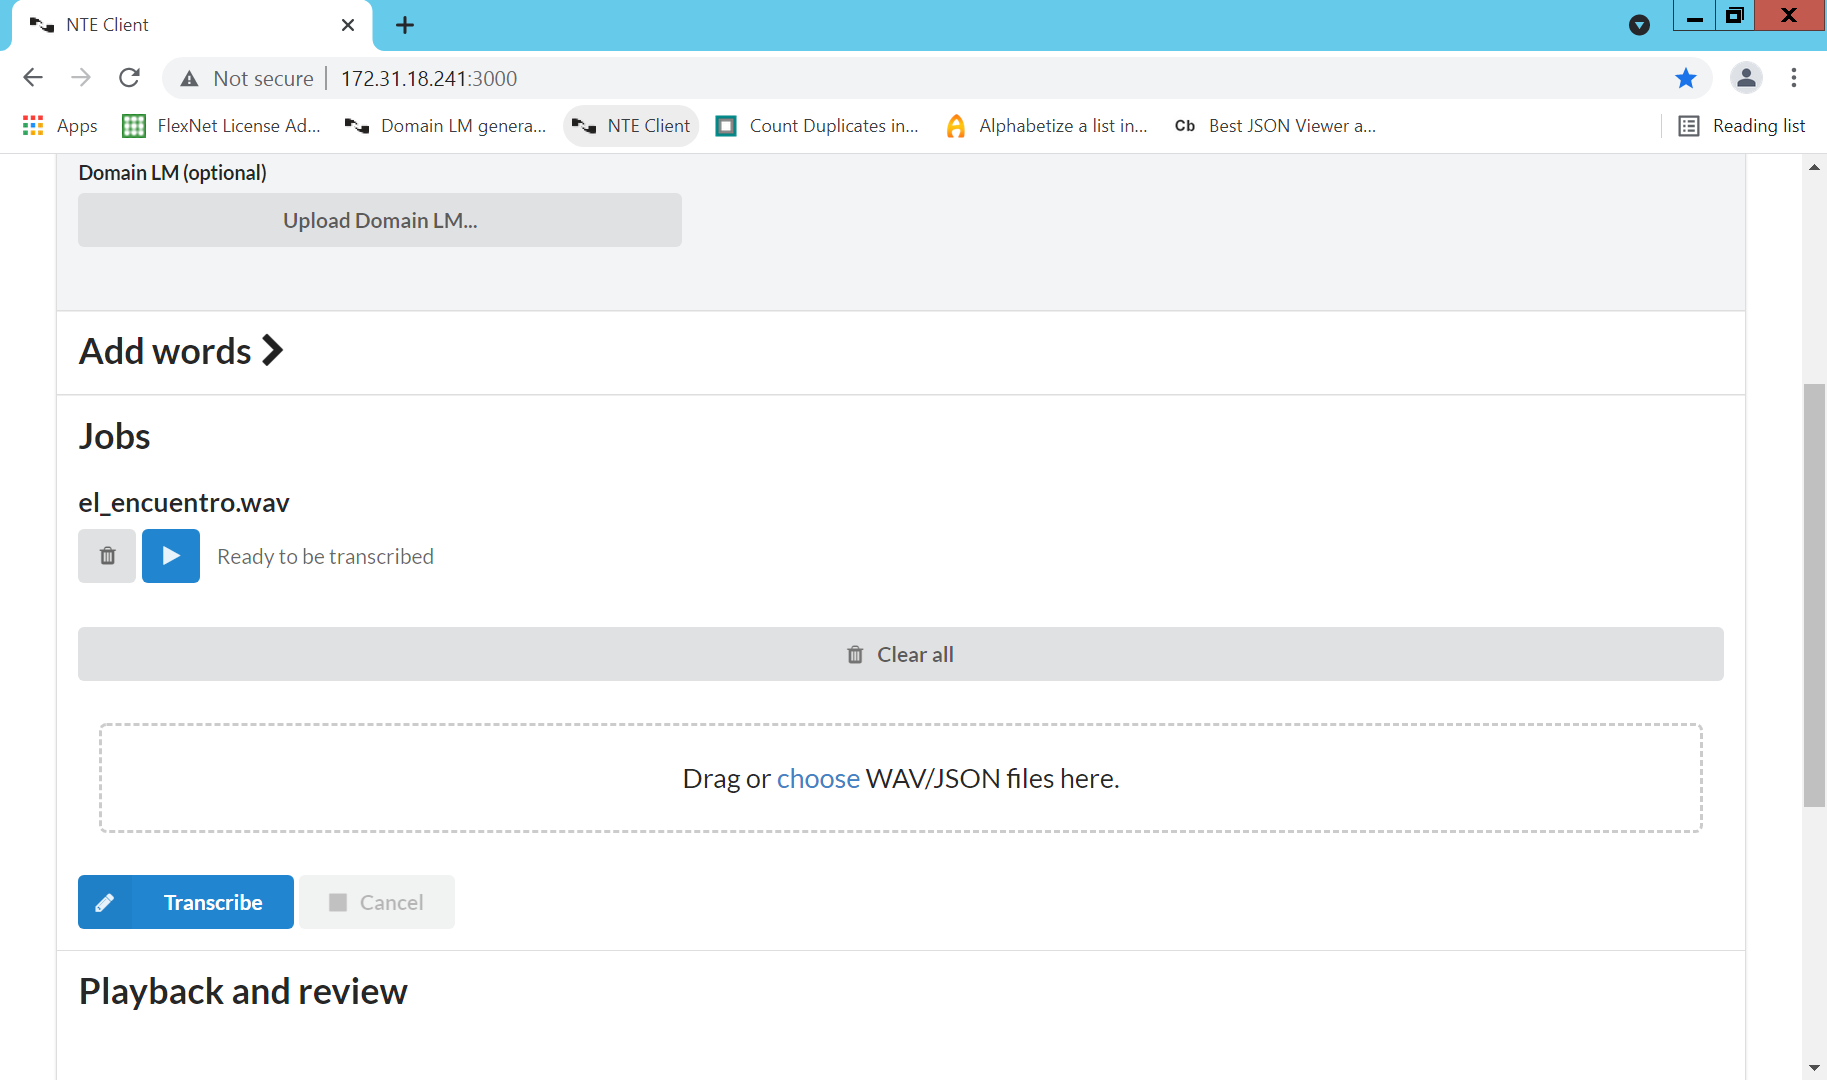 NTE Client
Not secure 172.31.18.241:3000
Apps FlexNet License Ad... Domain LM genera... NTE Client Count Duplicates in... Alphabetize a list in... Cb Best JSON Viewer a... Reading list
Domain LM (optional)
Upload Domain LM...
Add words
Jobs
el_encuentro.wav
Ready to be transcribed
Clear all
Drag or choose WAV/JSON files here.
Transcribe Cancel
Playback and review